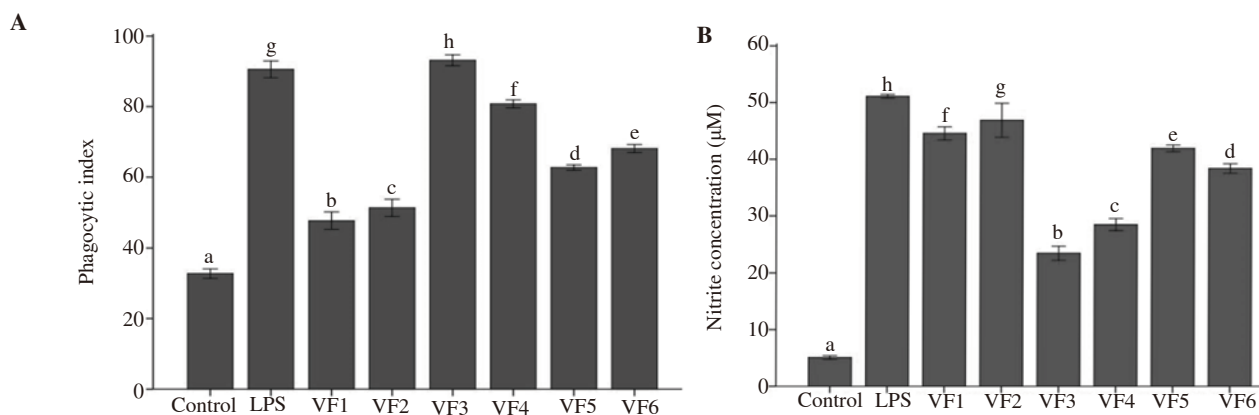 A
Phagocytic index
100
80
60
40
20
0
a
g
b
c
h
f
d
e
Control LPS VF1 VF2 VF3 VF4 VF5 VF6
B
Nitrite concentration (μM)
60
50
40
30
20
10
0
a
h
f
g
b
c
e
d
Control LPS VF1 VF2 VF3 VF4 VF5 VF6